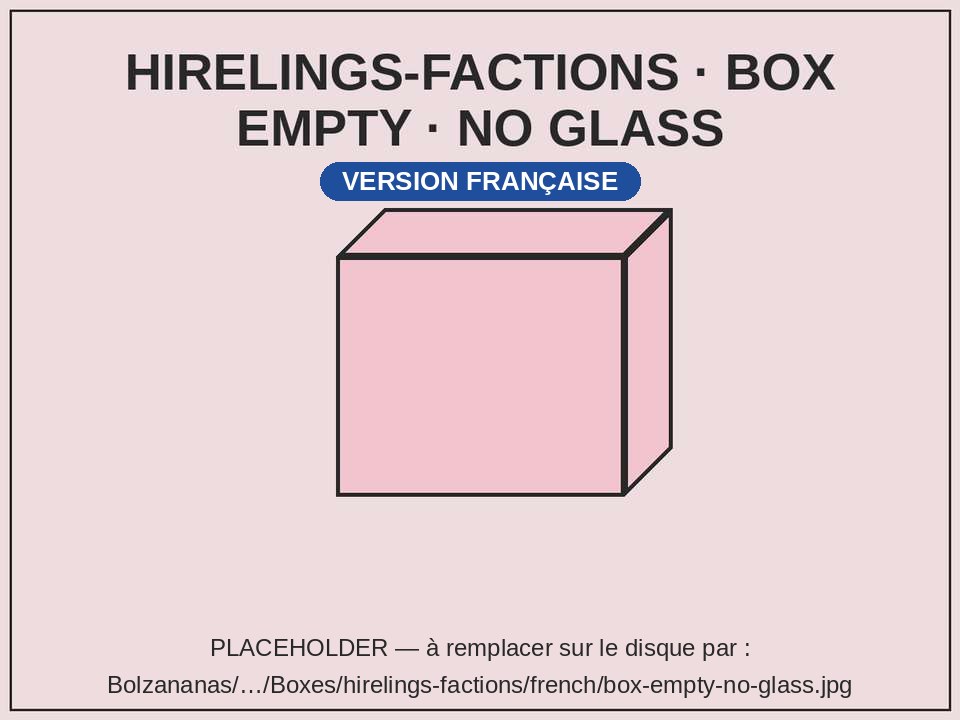 HIRELINGS-FACTIONS · BOX
EMPTY · NO GLASS
VERSION FRANÇAISE
PLACEHOLDER — à remplacer sur le disque par :
Bolzananas/…/Boxes/hirelings-factions/french/box-empty-no-glass.jpg